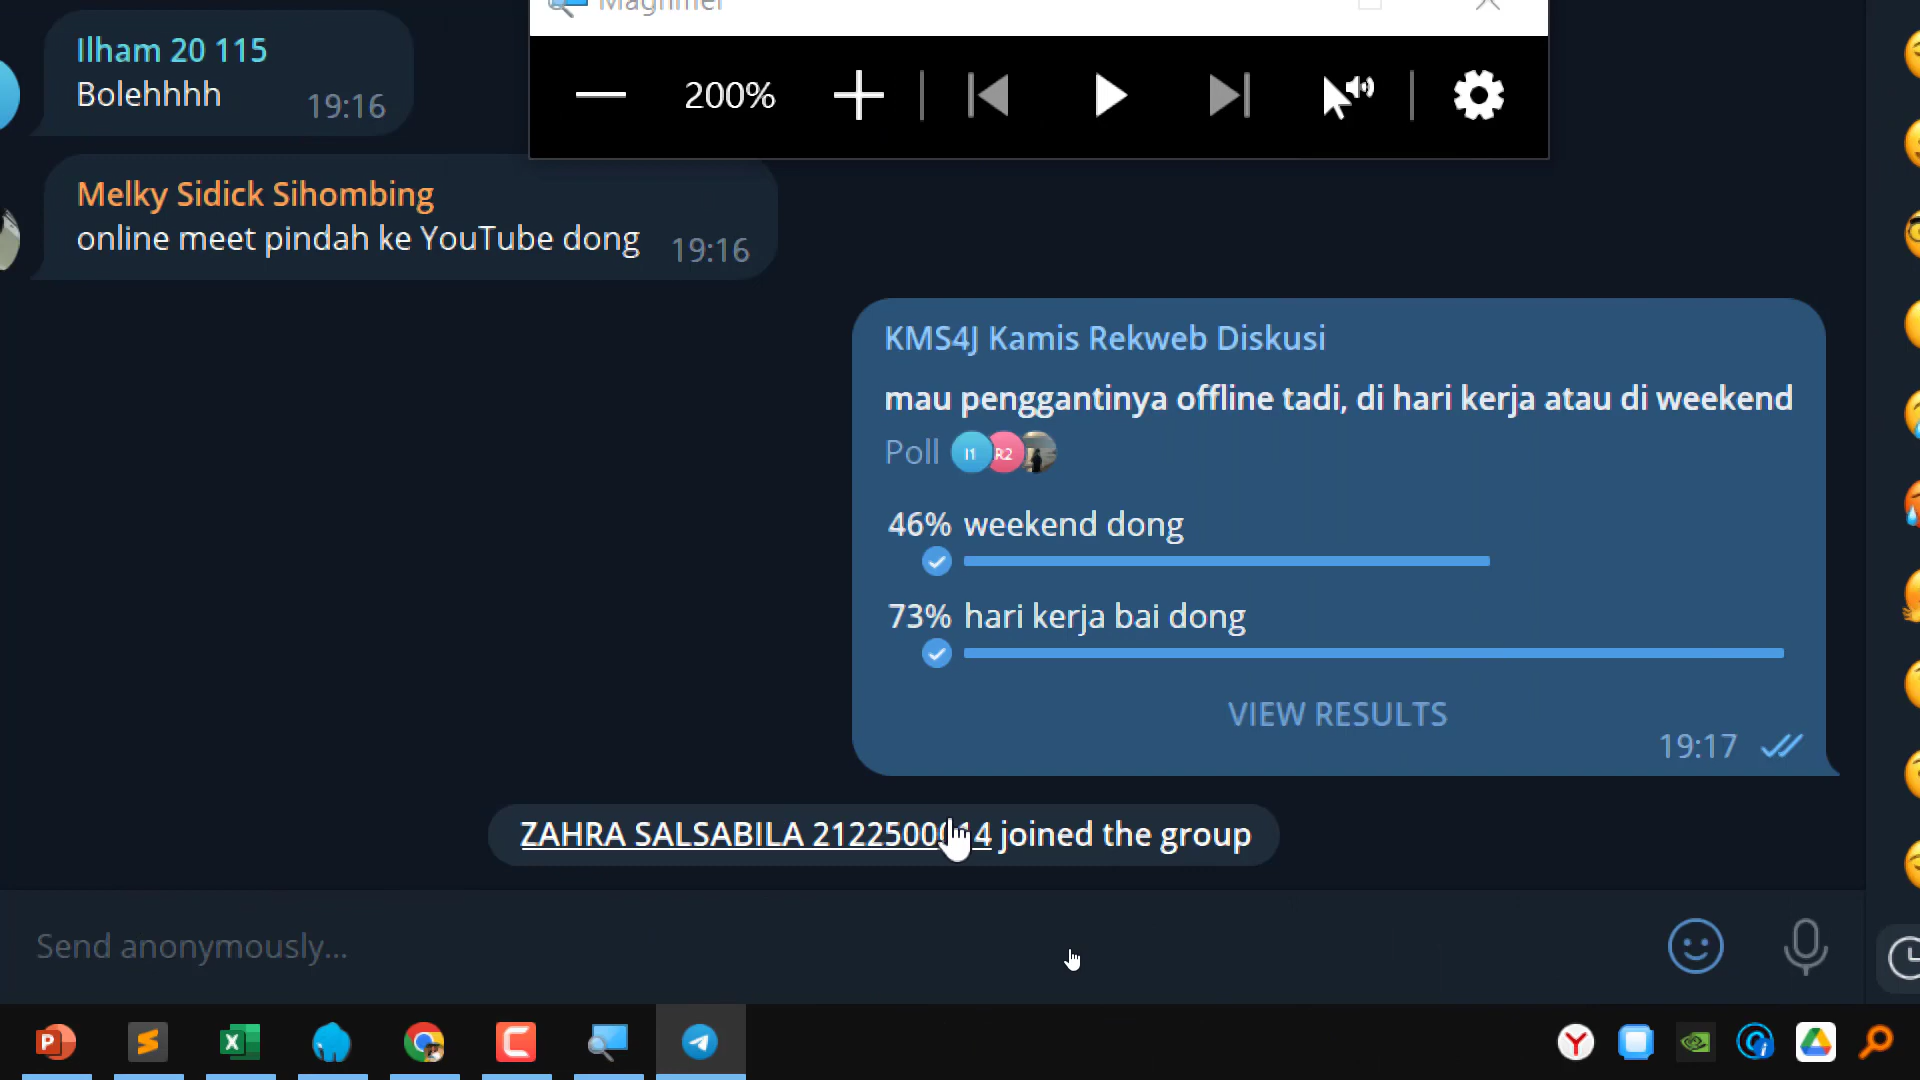 Magnifier
200%
Ilham 20 115
Bolehhhh
19:16
Melky Sidick Sihombing
online meet pindah ke YouTube dong
19:16
KMS4J Kamis Rekweb Diskusi
mau penggantinya offline tadi, di hari kerja atau di weekend
Poll I1 R2
46% weekend dong
73% hari kerja bai dong
VIEW RESULTS
19:17
ZAHRA SALSABILA joined the group
Send anonymously...